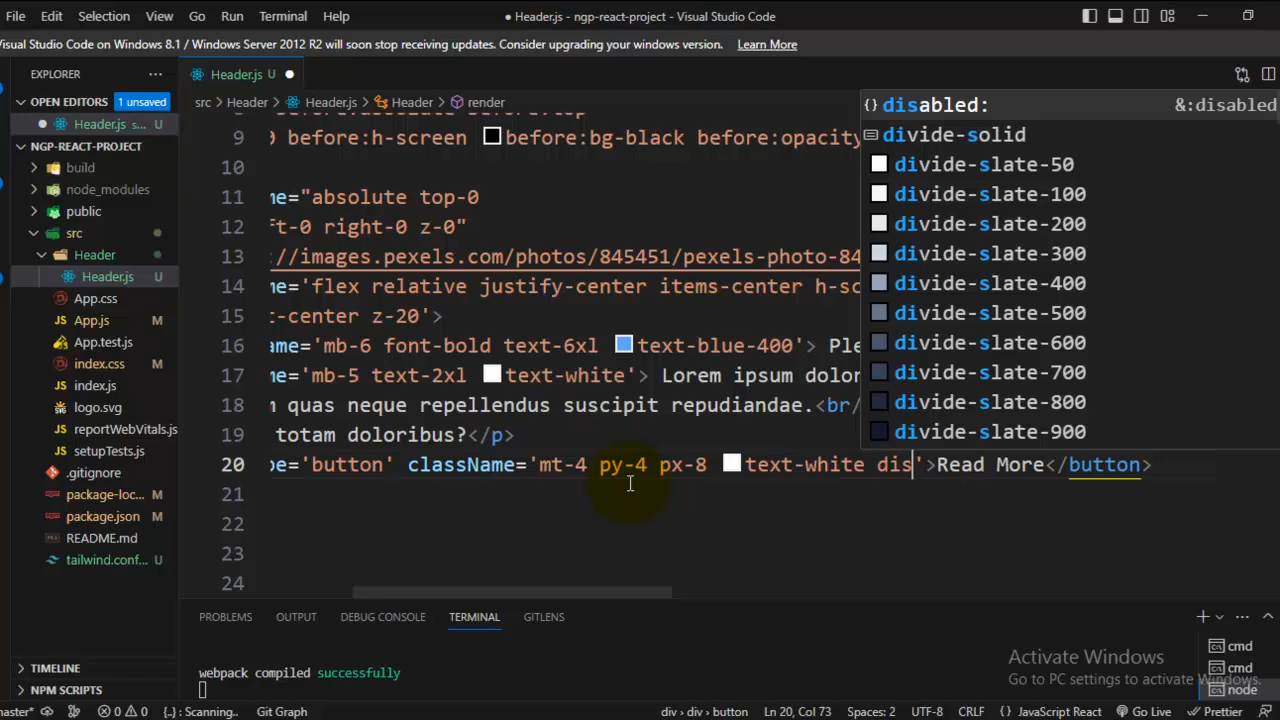 File Edit Selection View Go Run Terminal Help ● Header.js - ngp-react-project - Visual Studio Code
Visual Studio Code on Windows 8.1 / Windows Server 2012 R2 will soon stop receiving updates. Consider upgrading your windows version. Learn More
EXPLORER
OPEN EDITORS 1 unsaved
Header.js s... U
NGP-REACT-PROJECT
build
node_modules
public
src
Header
Header.js U
App.css
App.js M
App.test.js
index.css M
index.js
logo.svg
reportWebVitals.js
setupTests.js
.gitignore
package-loc... M
package.json M
README.md
tailwind.conf... U
TIMELINE
NPM SCRIPTS
Header.js U ●
src > Header > Header.js > Header > render
9 before:h-screen before:bg-black before:opacity
10
11 me="absolute top-0
12 ft-0 right-0 z-0"
13 ://images.pexels.com/photos/845451/pexels-photo-84
14 me='flex relative justify-center items-center h-sc
15 t-center z-20'>
16 ame='mb-6 font-bold text-6xl text-blue-400'> Ple
17 me='mb-5 text-2xl text-white'> Lorem ipsum dolor
18 m quas neque repellendus suscipit repudiandae.<br/
19 totam doloribus?</p>
20 pe='button' className='mt-4 py-4 px-8 text-white dis'>Read More</button>
21
22
23
24
{} disabled: &:disabled
divide-solid
divide-slate-50
divide-slate-100
divide-slate-200
divide-slate-300
divide-slate-400
divide-slate-500
divide-slate-600
divide-slate-700
divide-slate-800
divide-slate-900
PROBLEMS OUTPUT DEBUG CONSOLE TERMINAL GITLENS
webpack compiled successfully
cmd
cmd
node
Activate Windows
Go to PC settings to activate Windows.
master* 0 0 {..}: Scanning.. Git Graph div › div › button Ln 20, Col 73 Spaces: 2 UTF-8 CRLF {} JavaScript React Go Live Prettier